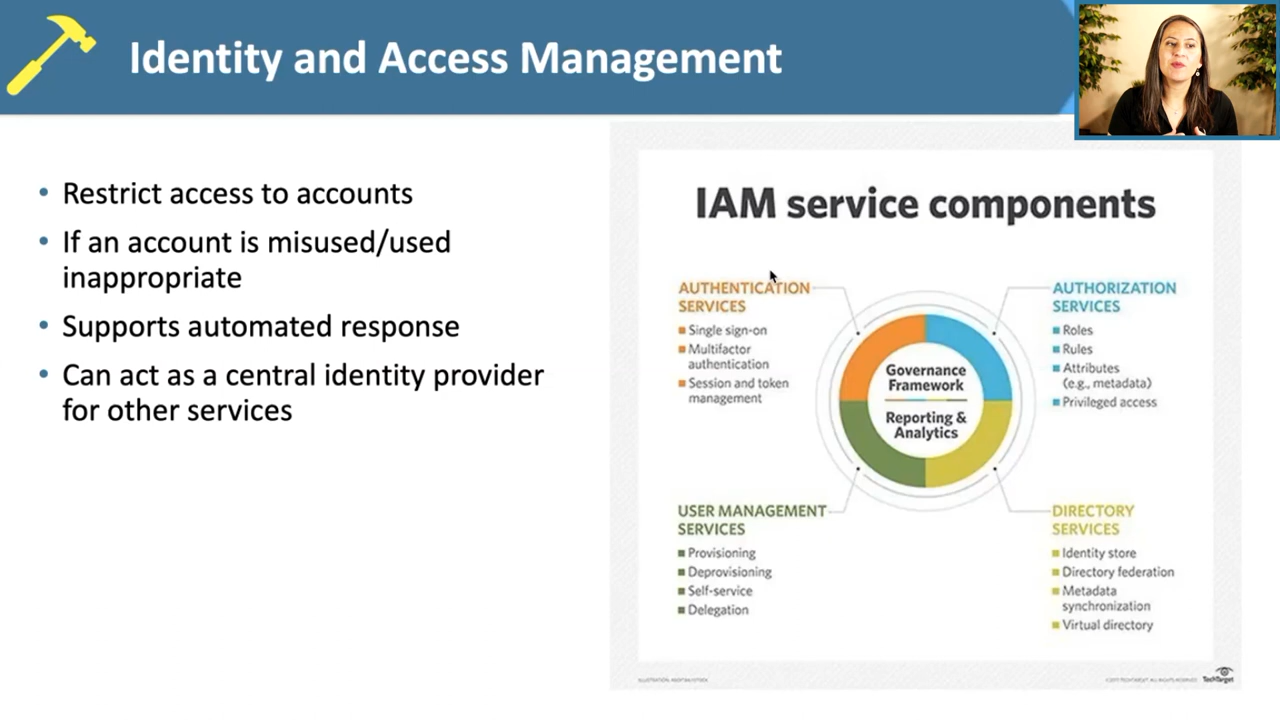 Identity and Access Management
• Restrict access to accounts
• If an account is misused/used
inappropriate
• Supports automated response
• Can act as a central identity provider
for other services
IAM service components
AUTHENTICATION
SERVICES
Single sign-on
Multifactor
authentication
Session and token
management
AUTHORIZATION
SERVICES
Roles
Rules
Attributes
(e.g., metadata)
Privileged access
Governance
Framework
Reporting &
Analytics
USER MANAGEMENT
SERVICES
Provisioning
Deprovisioning
Self-service
Delegation
DIRECTORY
SERVICES
Identity store
Directory federation
Metadata
synchronization
Virtual directory
TechTarget